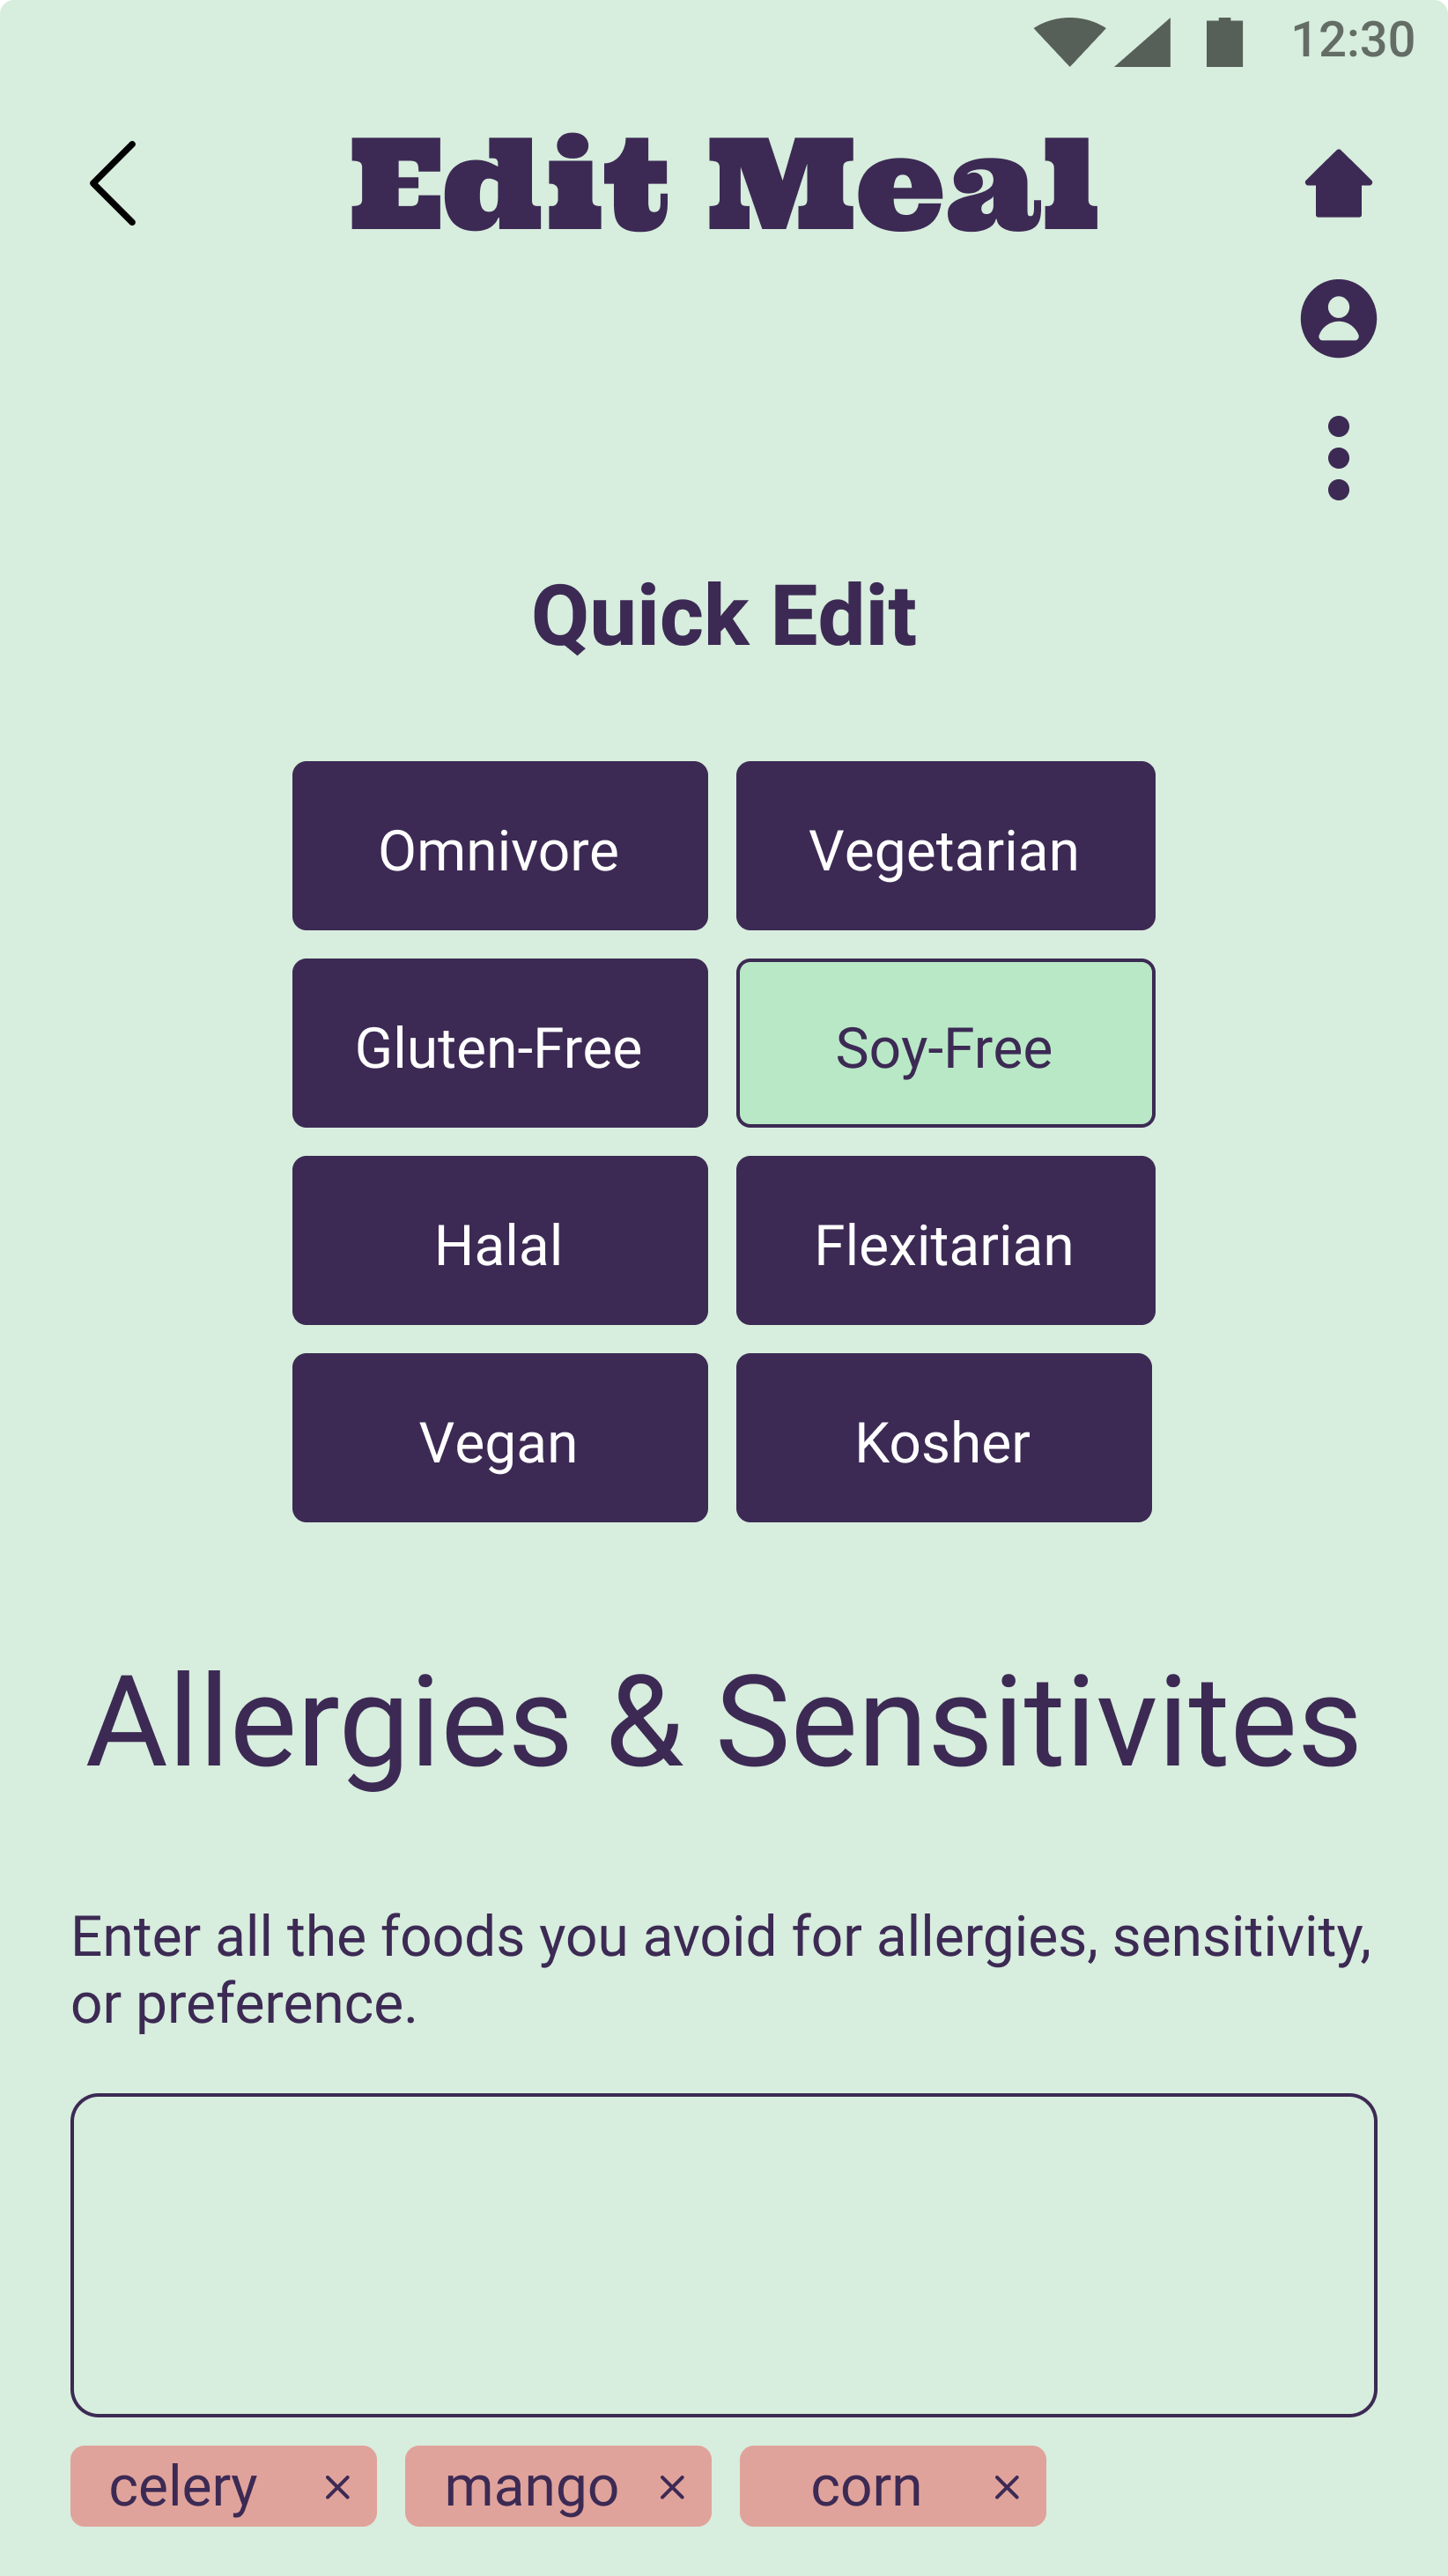 12:30
Edit Meal
Quick Edit
Omnivore
Vegetarian
Gluten-Free
Soy-Free
Halal
Flexitarian
Vegan
Kosher
Allergies & Sensitivites
Enter all the foods you avoid for allergies, sensitivity,
or preference.
celery
mango
corn